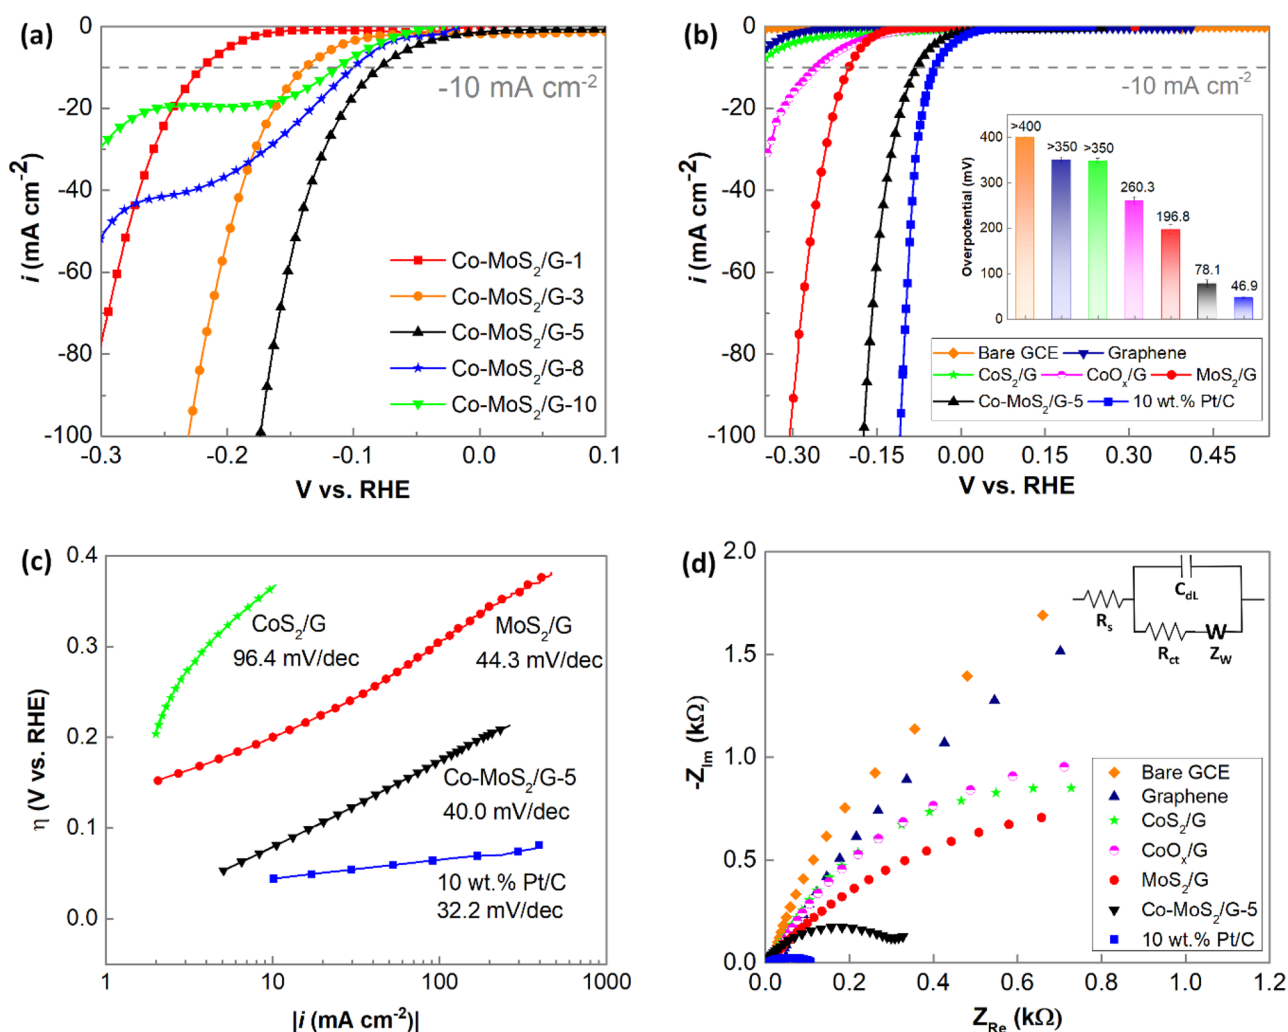 (a)
0
-20
-40
-60
-80
-100
i (mA cm-2)
-10 mA cm-2
Co-MoS2/G-1
Co-MoS2/G-3
Co-MoS2/G-5
Co-MoS2/G-8
Co-MoS2/G-10
-0.3 -0.2 -0.1 0.0 0.1
V vs. RHE
(b)
0
-20
-40
-60
-80
-100
i (mA cm-2)
-10 mA cm-2
400
300
200
100
0
Overpotential (mV)
>400
>350
>350
260.3
196.8
78.1
46.9
Bare GCE Graphene
CoS2/G CoOx/G MoS2/G
Co-MoS2/G-5 10 wt.% Pt/C
-0.30 -0.15 0.00 0.15 0.30 0.45
V vs. RHE
(c)
0.4
0.3
0.2
0.1
0.0
η (V vs. RHE)
CoS2/G
96.4 mV/dec
MoS2/G
44.3 mV/dec
Co-MoS2/G-5
40.0 mV/dec
10 wt.% Pt/C
32.2 mV/dec
1 10 100 1000
|i (mA cm-2)|
(d)
2.0
1.5
1.0
0.5
0.0
-ZIm (kΩ)
CdL
Rs
Rct
W
ZW
Bare GCE
Graphene
CoS2/G
CoOx/G
MoS2/G
Co-MoS2/G-5
10 wt.% Pt/C
0.0 0.2 0.4 0.6 0.8 1.0 1.2
ZRe (kΩ)